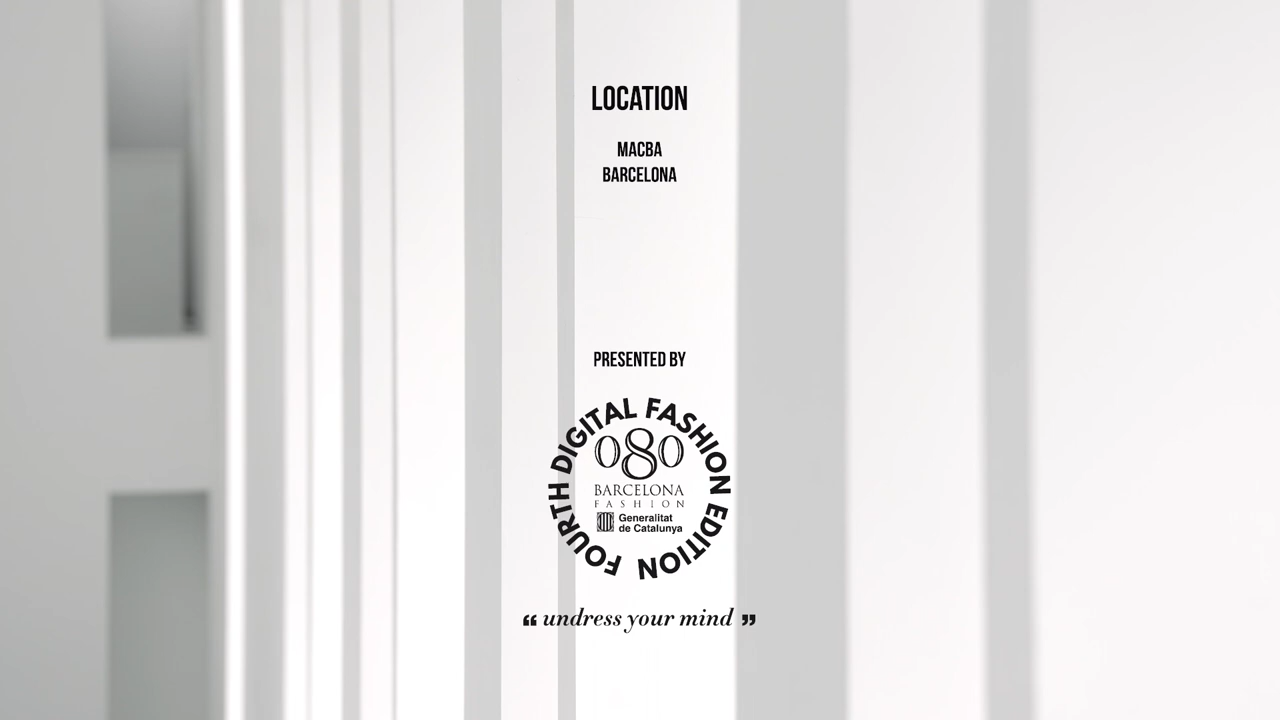 LOCATION
MACBA
BARCELONA
PRESENTED BY
FOURTH DIGITAL FASHION EDITION
080
BARCELONA
FASHION
Generalitat
de Catalunya
“ undress your mind ”